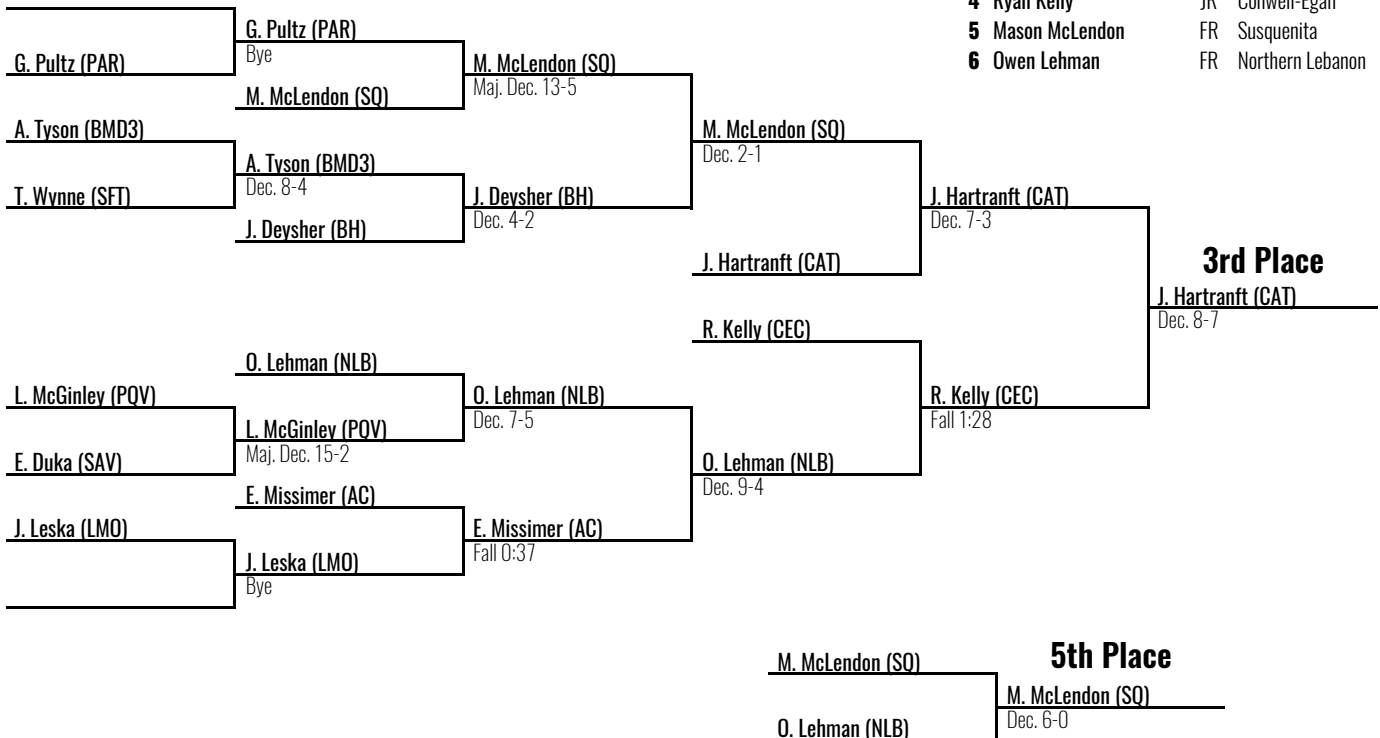 4 Ryan Kelly JR Conwell-Egan
5 Mason McLendon FR Susquenita
6 Owen Lehman FR Northern Lebanon
G. Pultz (PAR)
G. Pultz (PAR)
Bye
M. McLendon (SQ)
M. McLendon (SQ)
Maj. Dec. 13-5
A. Tyson (BMD3)
T. Wynne (SFT)
A. Tyson (BMD3)
Dec. 8-4
J. Deysher (BH)
J. Deysher (BH)
Dec. 4-2
M. McLendon (SQ)
Dec. 2-1
J. Hartranft (CAT)
J. Hartranft (CAT)
Dec. 7-3
3rd Place
J. Hartranft (CAT)
Dec. 8-7
R. Kelly (CEC)
R. Kelly (CEC)
Fall 1:28
O. Lehman (NLB)
L. McGinley (PQV)
E. Duka (SAV)
L. McGinley (PQV)
Maj. Dec. 15-2
O. Lehman (NLB)
Dec. 7-5
O. Lehman (NLB)
Dec. 9-4
E. Missimer (AC)
J. Leska (LMO)
J. Leska (LMO)
Bye
E. Missimer (AC)
Fall 0:37
5th Place
M. McLendon (SQ)
O. Lehman (NLB)
M. McLendon (SQ)
Dec. 6-0